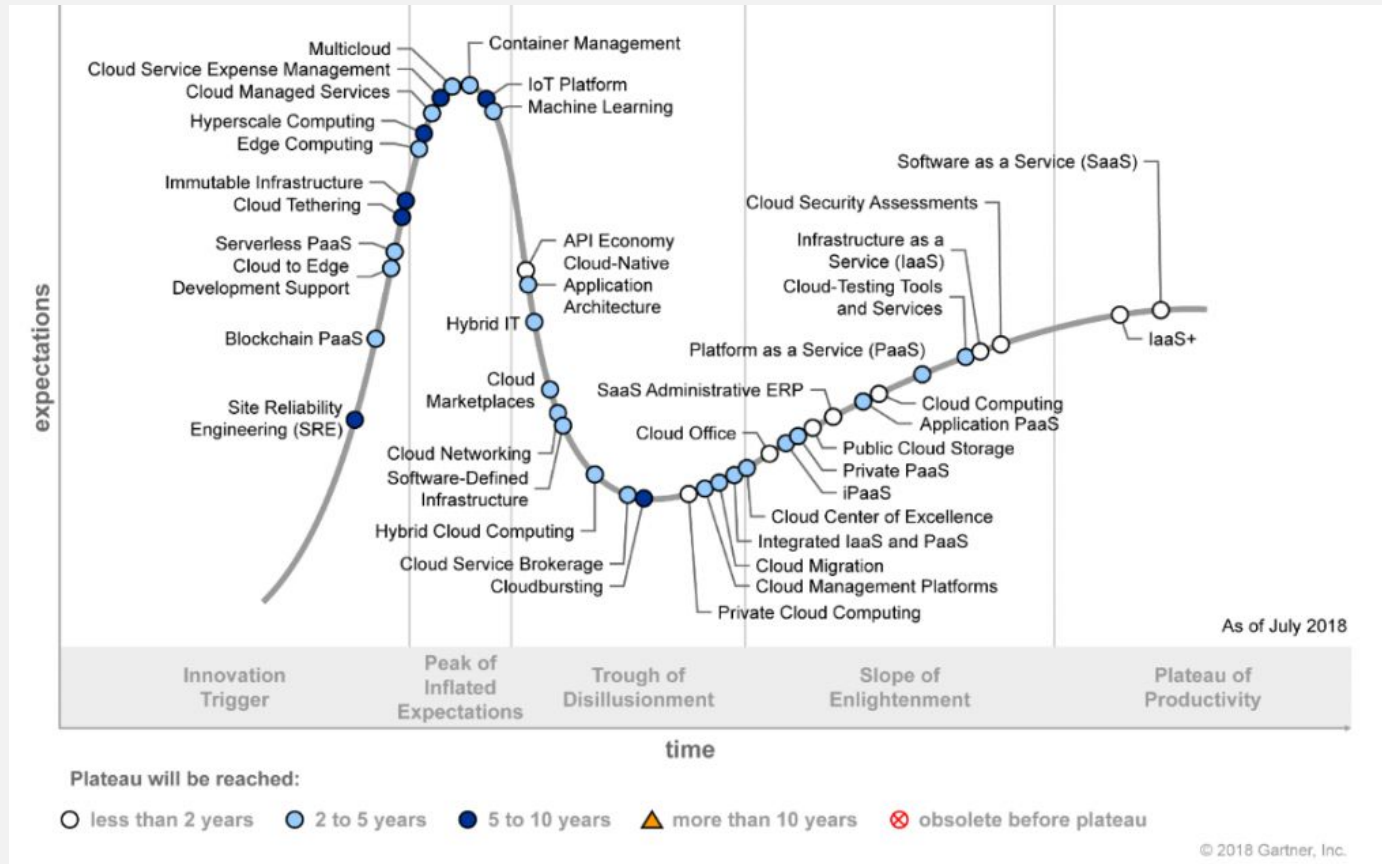 Multicloud
Container Management
Cloud Service Expense Management
IoT Platform
Cloud Managed Services
Machine Learning
Hyperscale Computing
Edge Computing
Immutable Infrastructure
Cloud Tethering
Serverless PaaS
Cloud to Edge
Development Support
Blockchain PaaS
Site Reliability
Engineering (SRE)
API Economy
Cloud-Native
Application
Architecture
Hybrid IT
Cloud
Marketplaces
Cloud Networking
Software-Defined
Infrastructure
Hybrid Cloud Computing
Cloud Service Brokerage
Cloudbursting
Private Cloud Computing
Cloud Management Platforms
Cloud Migration
Integrated IaaS and PaaS
Cloud Center of Excellence
Cloud Office
iPaaS
Private PaaS
Public Cloud Storage
SaaS Administrative ERP
Application PaaS
Cloud Computing
Platform as a Service (PaaS)
Cloud-Testing Tools
and Services
Infrastructure as a
Service (IaaS)
Cloud Security Assessments
Software as a Service (SaaS)
IaaS+
expectations
As of July 2018
Innovation
Trigger
Peak of
Inflated
Expectations
Trough of
Disillusionment
Slope of
Enlightenment
Plateau of
Productivity
time
Plateau will be reached:
less than 2 years
2 to 5 years
5 to 10 years
more than 10 years
obsolete before plateau
© 2018 Gartner, Inc.